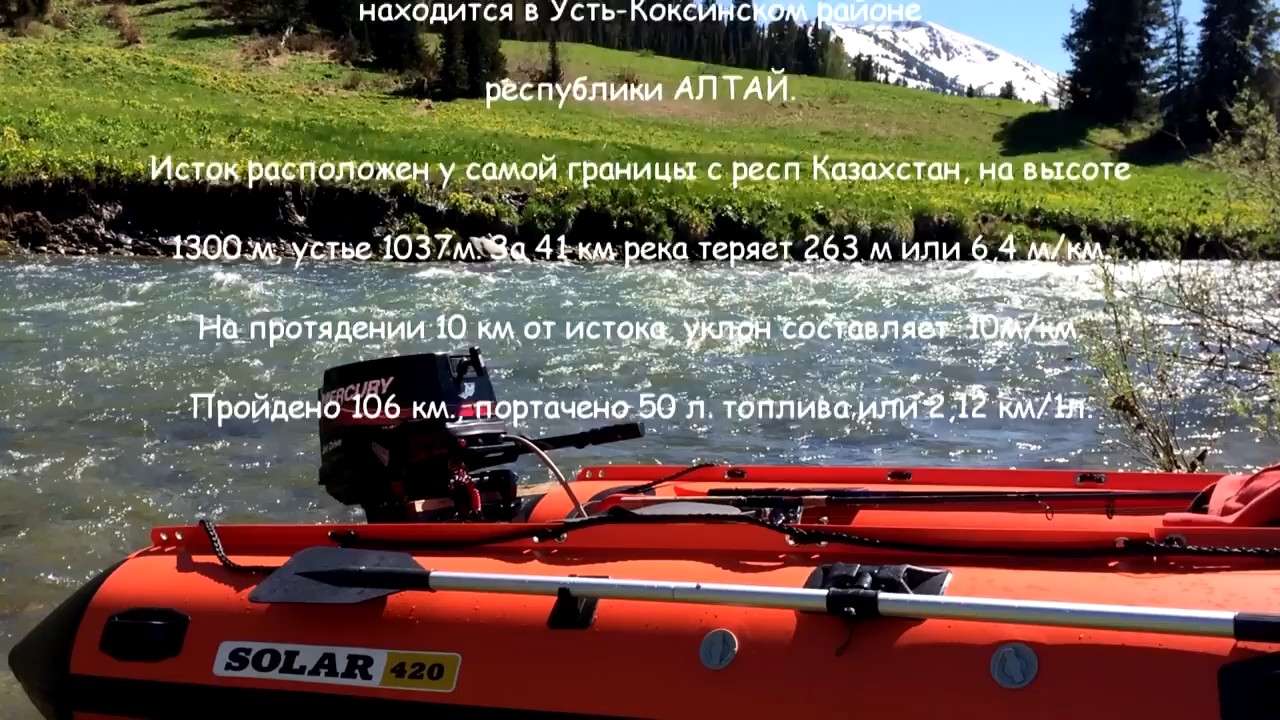 находится в Усть-Коксинском районе
республики АЛТАЙ.
Исток расположен у самой границы с респ Казахстан, на высоте
1300 м, устье 1037м. За 41 км река теряет 263 м или 6,4 м/км.
На протядении 10 км от истока, уклон составляет 10м/км
Пройдено 106 км., портачено 50 л. топлива,или 2,12 км/1л.
MERCURY
SOLAR 420